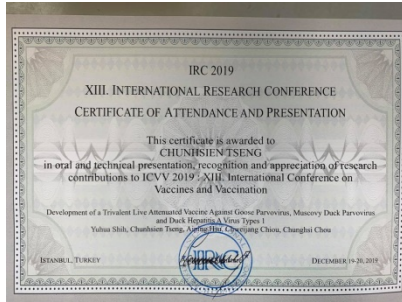 IRC 2019
XIII. INTERNATIONAL RESEARCH CONFERENCE
CERTIFICATE OF ATTENDANCE AND PRESENTATION
This certificate is awarded to
CHUNHSIEN TSENG
in oral and technical presentation, recognition and appreciation of research
contributions to ICVV 2019 : XIII. International Conference on
Vaccines and Vaccination
Development of a Trivalent Live Attenuated Vaccine Against Goose Parvovirus, Muscovy Duck Parvovirus
and Duck Hepatitis A Virus Types 1
Yuhua Shih, Chunhsien Tseng, Chiou, Changhsi Chou
ISTANBUL, TURKEY
IRC
DECEMBER 19-20, 2019